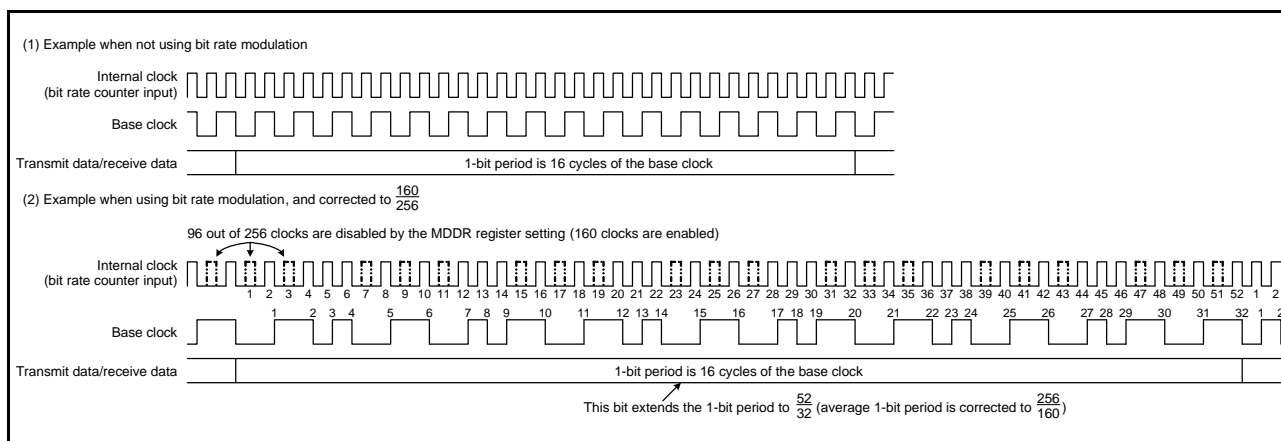 (1) Example when not using bit rate modulation
Internal clock
(bit rate counter input)
Base clock
Transmit data/receive data
1-bit period is 16 cycles of the base clock
(2) Example when using bit rate modulation, and corrected to 160/256
96 out of 256 clocks are disabled by the MDDR register setting (160 clocks are enabled)
Internal clock
(bit rate counter input)
1 2 3 4 5 6 7 8 9 10 11 12 13 14 15 16 17 18 19 20 21 22 23 24 25 26 27 28 29 30 31 32 33 34 35 36 37 38 39 40 41 42 43 44 45 46 47 48 49 50 51 52 1 2
Base clock
1 2 3 4 5 6 7 8 9 10 11 12 13 14 15 16 17 18 19 20 21 22 23 24 25 26 27 28 29 30 31 32 1 2
Transmit data/receive data
1-bit period is 16 cycles of the base clock
This bit extends the 1-bit period to 52/32 (average 1-bit period is corrected to 256/160)